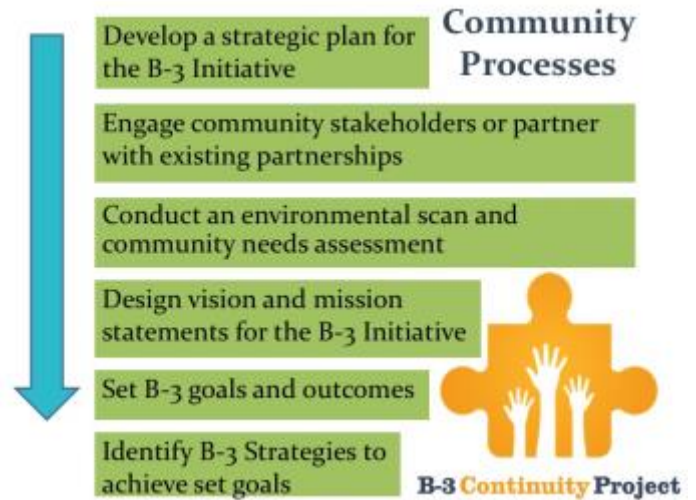 Community
Processes
Develop a strategic plan for
the B-3 Initiative
Engage community stakeholders or partner
with existing partnerships
Conduct an environmental scan and
community needs assessment
Design vision and mission
statements for the B-3 Initiative
Set B-3 goals and outcomes
Identify B-3 Strategies to
achieve set goals
B-3 Continuity Project